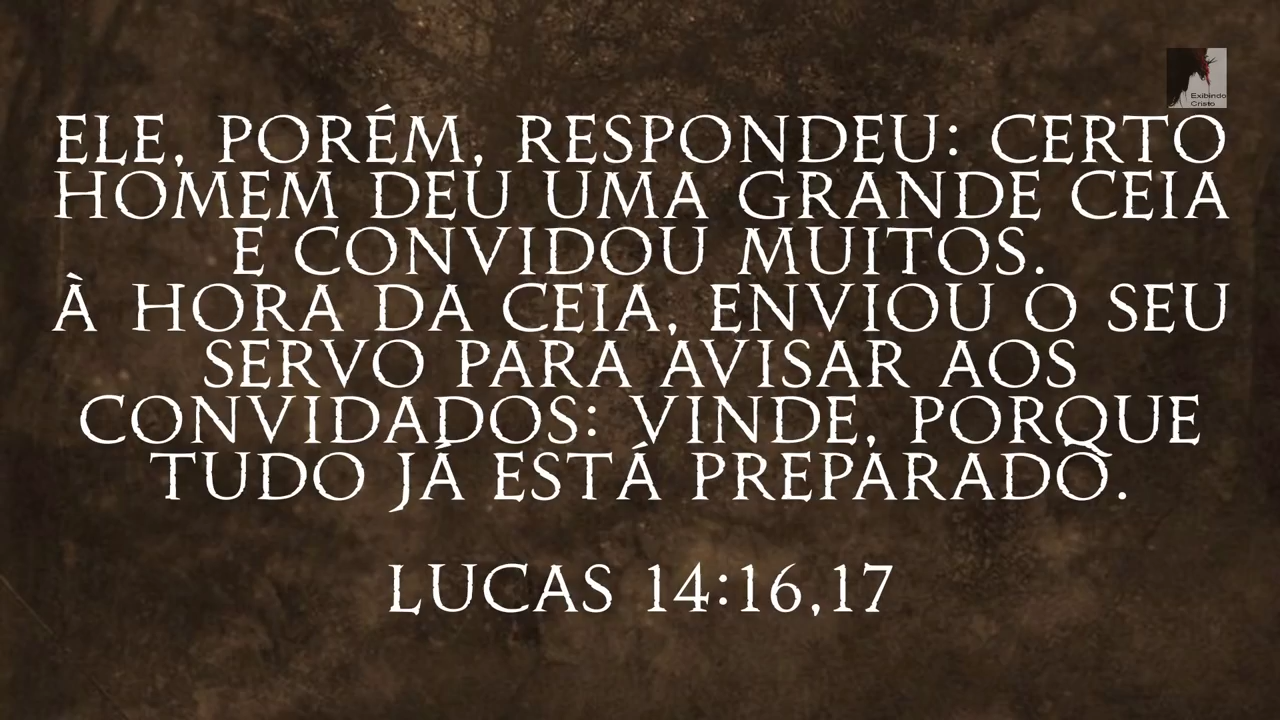 Exibindo
Cristo
ELE, PORÉM, RESPONDEU: CERTO
HOMEM DEU UMA GRANDE CEIA
E CONVIDOU MUITOS.
À HORA DA CEIA, ENVIOU O SEU
SERVO PARA AVISAR AOS
CONVIDADOS: VINDE, PORQUE
TUDO JÁ ESTÁ PREPARADO.
LUCAS 14:16,17